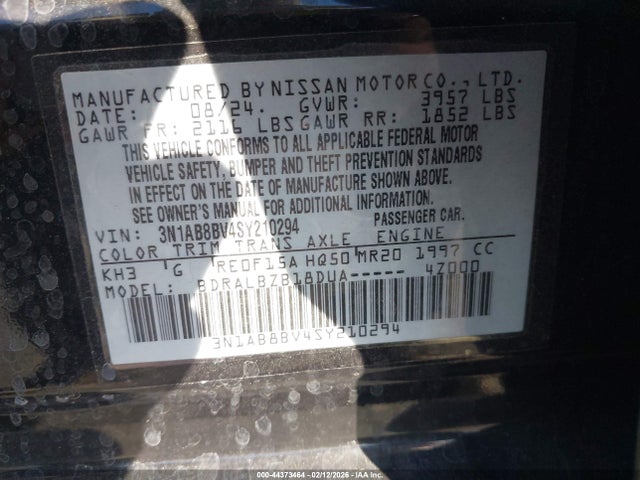 MANUFACTURED BY NISSAN MOTOR CO., LTD.
DATE: 08/24. GVWR: 3957 LBS
GAWR FR: 2116 LBS GAWR RR: 1852 LBS
THIS VEHICLE CONFORMS TO ALL APPLICABLE FEDERAL MOTOR
VEHICLE SAFETY, BUMPER AND THEFT PREVENTION STANDARDS
IN EFFECT ON THE DATE OF MANUFACTURE SHOWN ABOVE.
SEE OWNER'S MANUAL FOR ADDITIONAL INFORMATION.
VIN: 3N1AB8BV4SY210294 PASSENGER CAR.
COLOR TRIM TRANS AXLE ENGINE
KH3 G RE0F15A HQ50 MR20 1997 CC
MODEL: BDRALBZB18DUA----- 4Z000
3N1AB8BV4SY210294
000-44373464 - 02/12/2026 - IAAI.COM